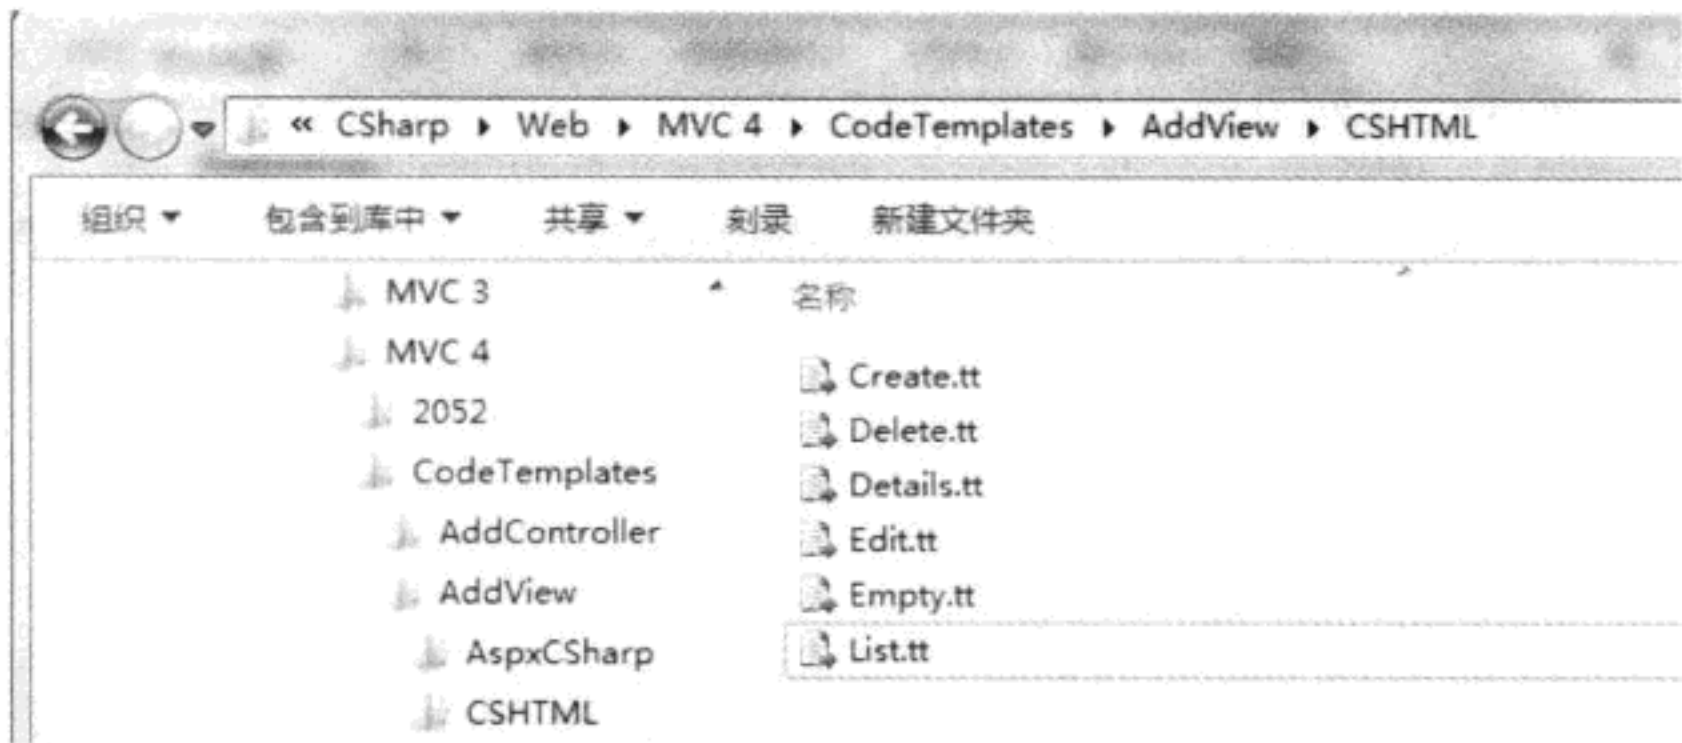 « CSharp ▸ Web ▸ MVC 4 ▸ CodeTemplates ▸ AddView ▸ CSHTML
组织 ▼ 包含到库中 ▼ 共享 ▼ 刻录 新建文件夹
MVC 3
MVC 4
2052
CodeTemplates
AddController
AddView
AspxCSharp
CSHTML
名称
Create.tt
Delete.tt
Details.tt
Edit.tt
Empty.tt
List.tt